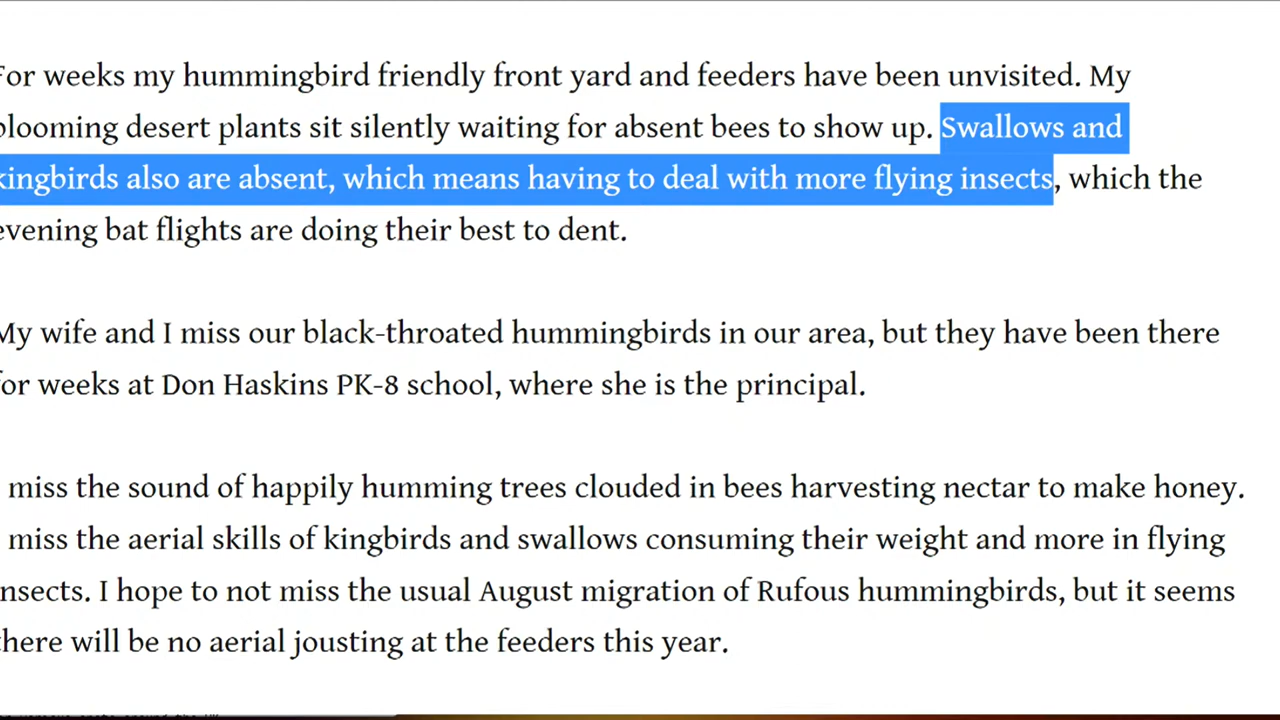 For weeks my hummingbird friendly front yard and feeders have been unvisited. My
blooming desert plants sit silently waiting for absent bees to show up. Swallows and
kingbirds also are absent, which means having to deal with more flying insects, which the
evening bat flights are doing their best to dent.
My wife and I miss our black-throated hummingbirds in our area, but they have been there
for weeks at Don Haskins PK-8 school, where she is the principal.
miss the sound of happily humming trees clouded in bees harvesting nectar to make honey.
miss the aerial skills of kingbirds and swallows consuming their weight and more in flying
insects. I hope to not miss the usual August migration of Rufous hummingbirds, but it seems
there will be no aerial jousting at the feeders this year.